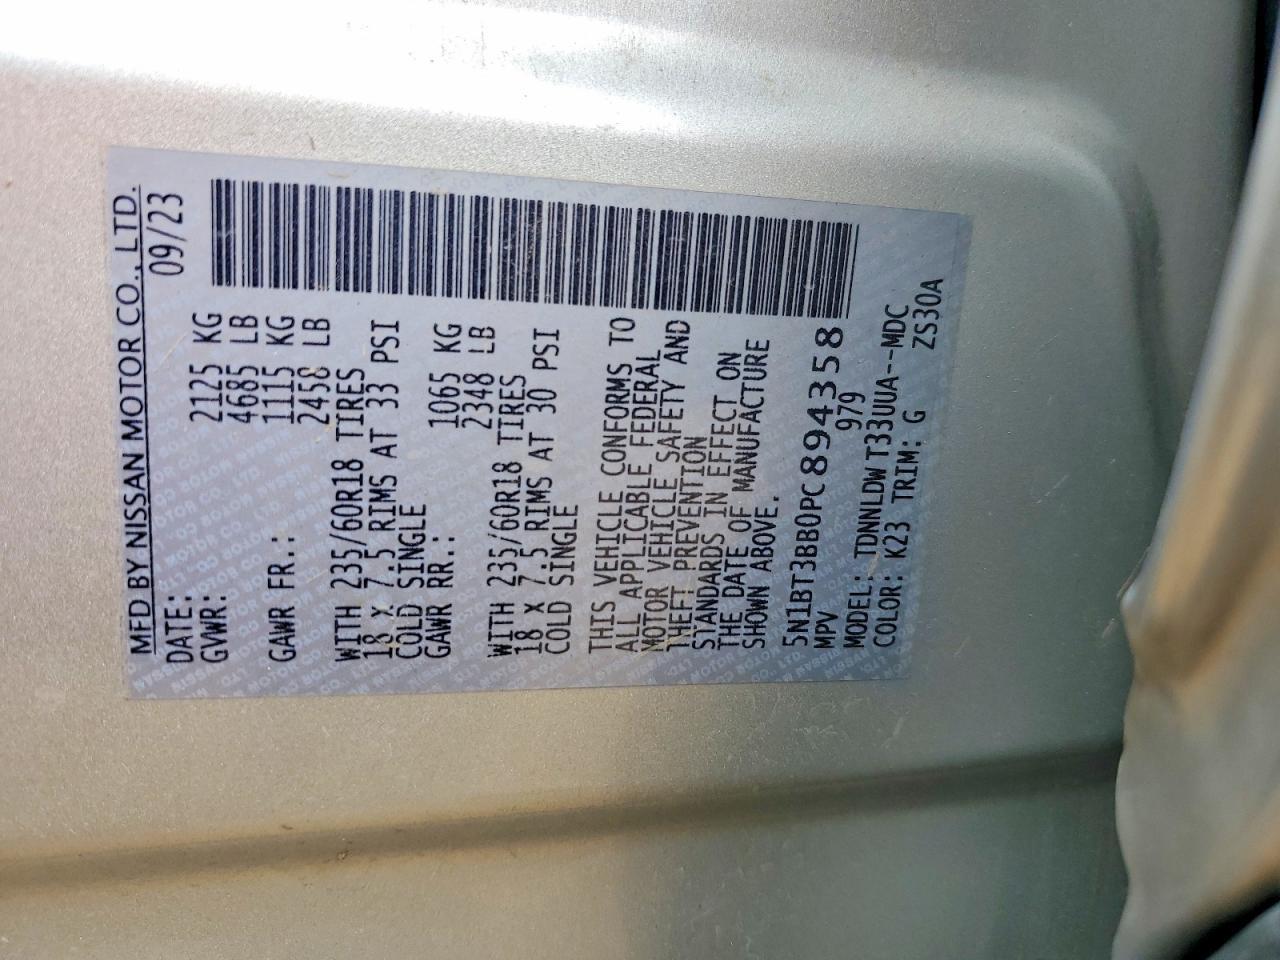 MFD BY NISSAN MOTOR CO., LTD.
DATE: 09/23
GVWR: 2125 KG
4685 LB
GAWR FR.: 1115 KG
2458 LB
WITH 235/60R18 TIRES
18 X 7.5 RIMS AT 33 PSI
COLD SINGLE
GAWR RR.: 1065 KG
2348 LB
WITH 235/60R18 TIRES
18 X 7.5 RIMS AT 30 PSI
COLD SINGLE
THIS VEHICLE CONFORMS TO
ALL APPLICABLE FEDERAL
MOTOR VEHICLE SAFETY AND
THEFT PREVENTION
STANDARDS IN EFFECT ON
THE DATE OF MANUFACTURE
SHOWN ABOVE.
5N1BT3BB0PC894358
MPV 979
MODEL: TDNNLDW T33UUA--MDC
COLOR: K23 TRIM: G ZS30A